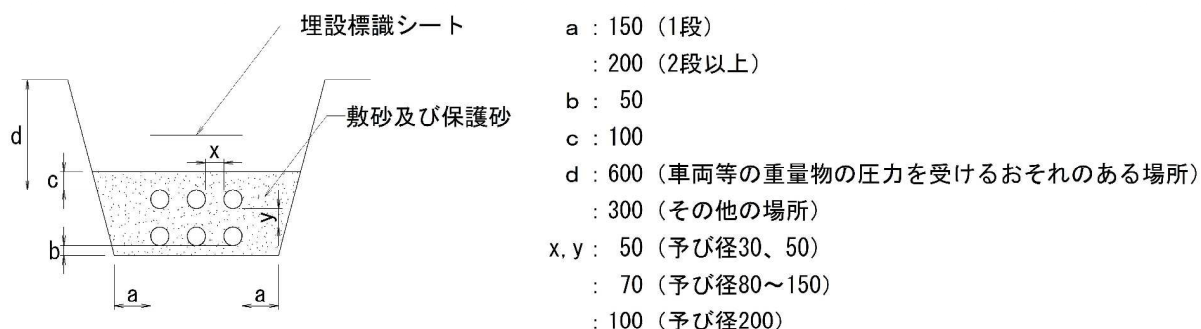 埋設標識シート
敷砂及び保護砂
d
c
b
x
y
a
a
a : 150 (1段)
: 200 (2段以上)
b : 50
c : 100
d : 600 (車両等の重量物の圧力を受けるおそれのある場所)
: 300 (その他の場所)
x, y : 50 (予び径30、50)
: 70 (予び径80~150)
: 100 (予び径200)